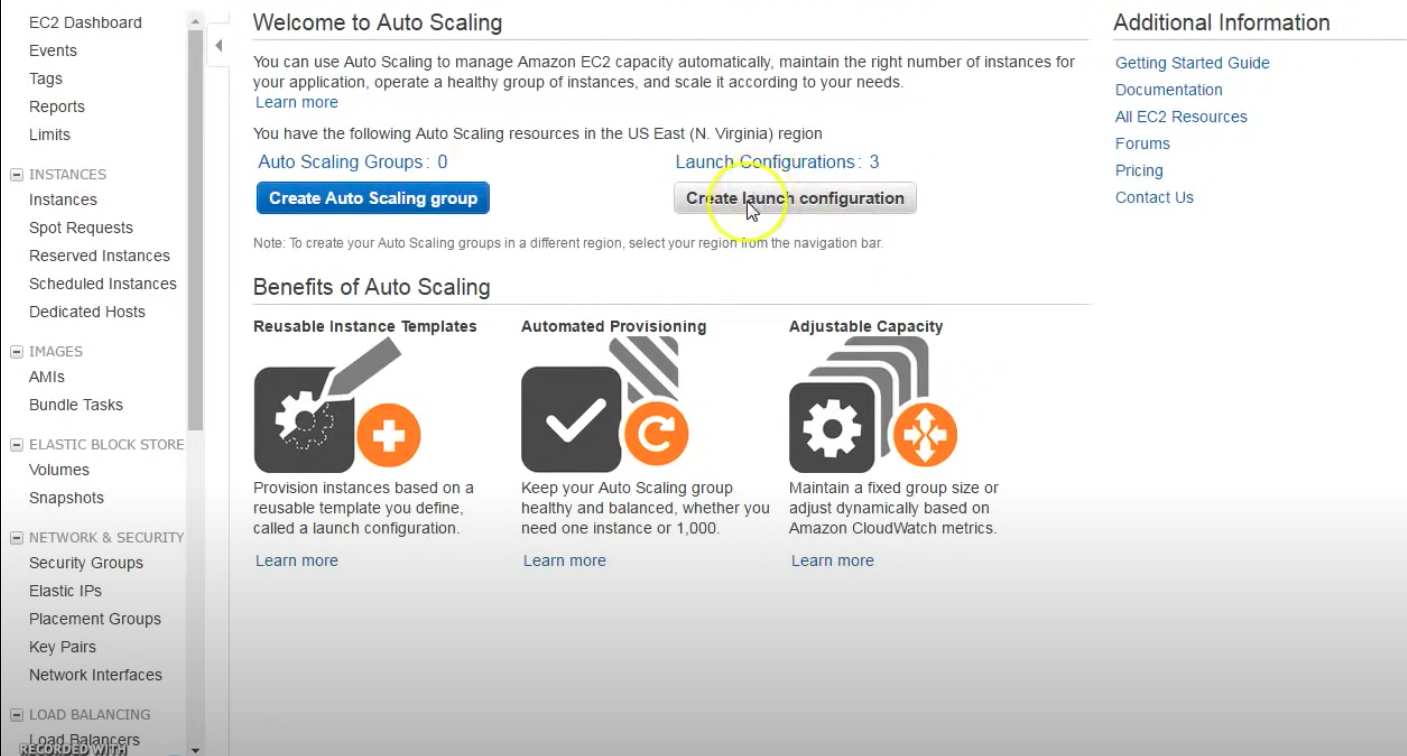 EC2 Dashboard
Events
Tags
Reports
Limits
INSTANCES
Instances
Spot Requests
Reserved Instances
Scheduled Instances
Dedicated Hosts
IMAGES
AMIs
Bundle Tasks
ELASTIC BLOCK STORE
Volumes
Snapshots
NETWORK & SECURITY
Security Groups
Elastic IPs
Placement Groups
Key Pairs
Network Interfaces
LOAD BALANCING
Load Balancers
RECORDED WITH
Welcome to Auto Scaling
You can use Auto Scaling to manage Amazon EC2 capacity automatically, maintain the right number of instances for
your application, operate a healthy group of instances, and scale it according to your needs.
Learn more
You have the following Auto Scaling resources in the US East (N. Virginia) region
Auto Scaling Groups: 0
Launch Configurations: 3
Create Auto Scaling group
Create launch configuration
Note: To create your Auto Scaling groups in a different region, select your region from the navigation bar.
Benefits of Auto Scaling
Reusable Instance Templates
Provision instances based on a
reusable template you define,
called a launch configuration.
Learn more
Automated Provisioning
Keep your Auto Scaling group
healthy and balanced, whether you
need one instance or 1,000.
Learn more
Adjustable Capacity
Maintain a fixed group size or
adjust dynamically based on
Amazon CloudWatch metrics.
Learn more
Additional Information
Getting Started Guide
Documentation
All EC2 Resources
Forums
Pricing
Contact Us